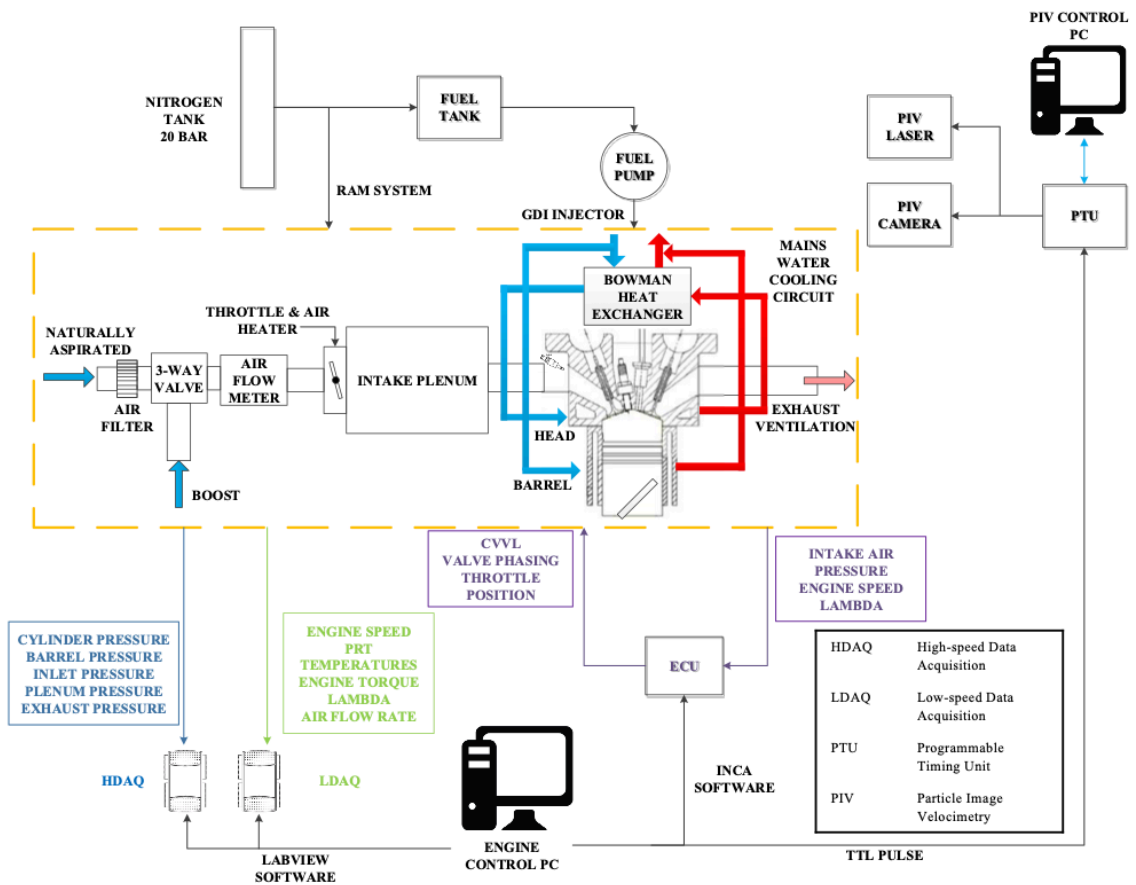 PIV CONTROL
PC
NITROGEN
TANK
20 BAR
FUEL
TANK
FUEL
PUMP
PIV
LASER
PIV
CAMERA
PTU
RAM SYSTEM
GDI INJECTOR
MAINS
WATER
COOLING
CIRCUIT
BOWMAN
HEAT
EXCHANGER
THROTTLE & AIR
HEATER
NATURALLY
ASPIRATED
3-WAY
VALVE
AIR
FLOW
METER
INTAKE PLENUM
AIR
FILTER
HEAD
EXHAUST
VENTILATION
BARREL
BOOST
CVVL
VALVE PHASING
THROTTLE
POSITION
INTAKE AIR
PRESSURE
ENGINE SPEED
LAMBDA
CYLINDER PRESSURE
BARREL PRESSURE
INLET PRESSURE
PLENUM PRESSURE
EXHAUST PRESSURE
ENGINE SPEED
PRT
TEMPERATURES
ENGINE TORQUE
LAMBDA
AIR FLOW RATE
ECU
HDAQ High-speed Data
Acquisition
LDAQ Low-speed Data
Acquisition
PTU Programmable
Timing Unit
PIV Particle Image
Velocimetry
HDAQ
LDAQ
INCA
SOFTWARE
LABVIEW
SOFTWARE
ENGINE
CONTROL PC
TTL PULSE